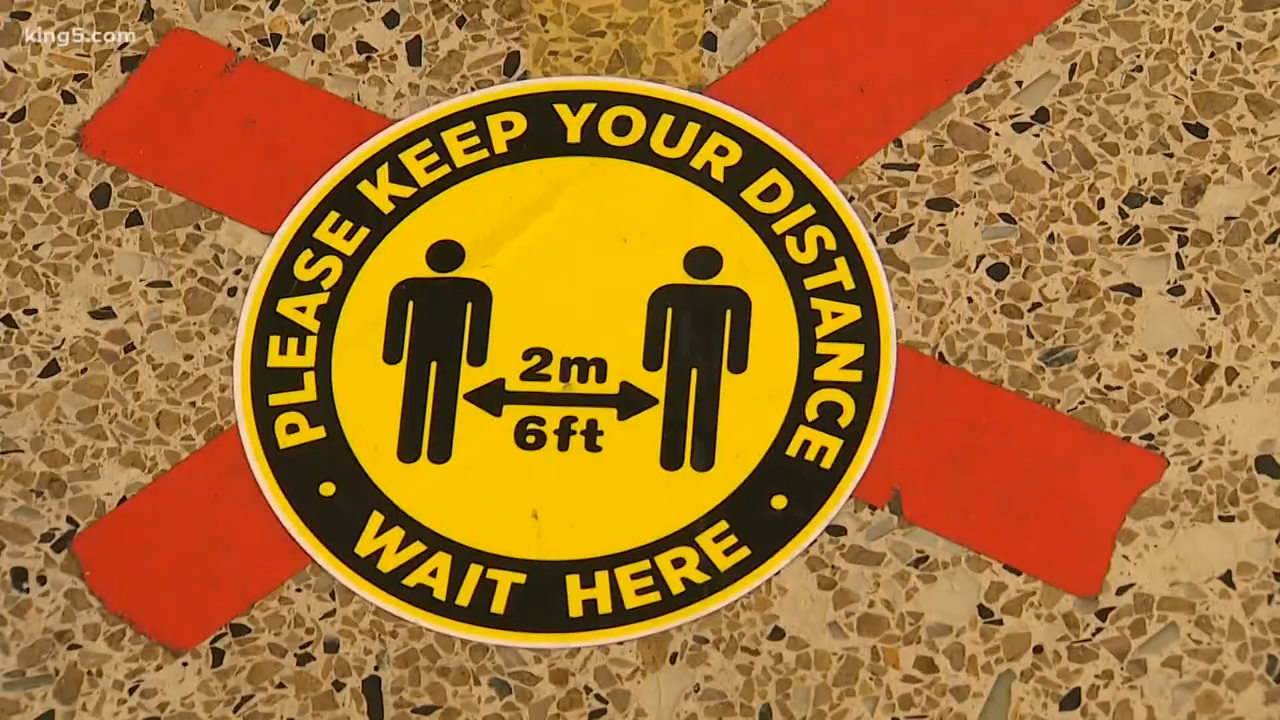 king5.com
PLEASE KEEP YOUR DISTANCE
2m
6ft
• WAIT HERE •